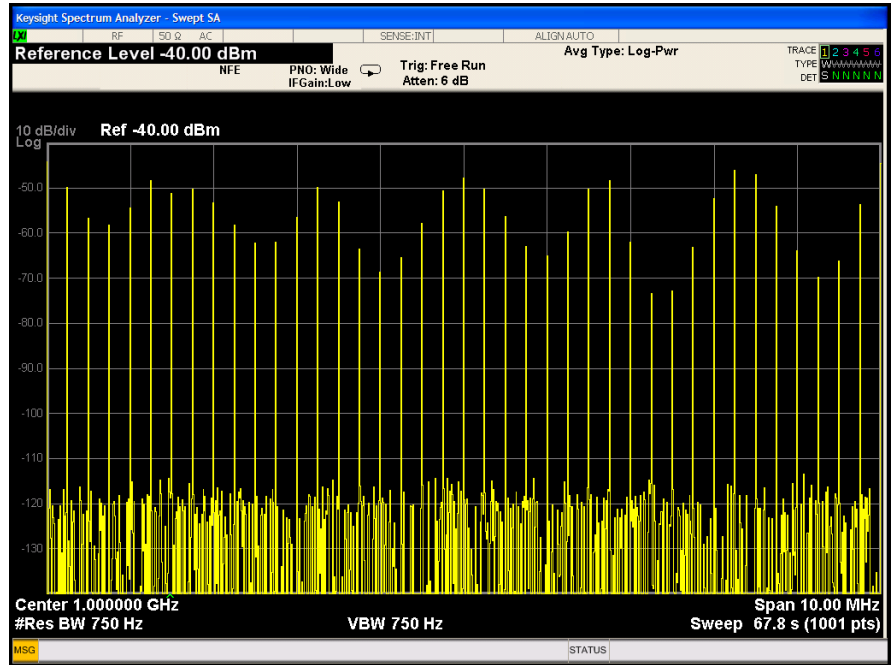 Keysight Spectrum Analyzer - Swept SA
LXI RF 50 Ω AC SENSE:INT ALIGN AUTO
Reference Level -40.00 dBm Avg Type: Log-Pwr TRACE 1 2 3 4 5 6
NFE PNO: Wide Trig: Free Run TYPE WWWWWW
IFGain:Low Atten: 6 dB DET S N N N N N
10 dB/div Ref -40.00 dBm
Log
-50.0
-60.0
-70.0
-80.0
-90.0
-100
-110
-120
-130
Center 1.000000 GHz Span 10.00 MHz
#Res BW 750 Hz VBW 750 Hz Sweep 67.8 s (1001 pts)
MSG STATUS